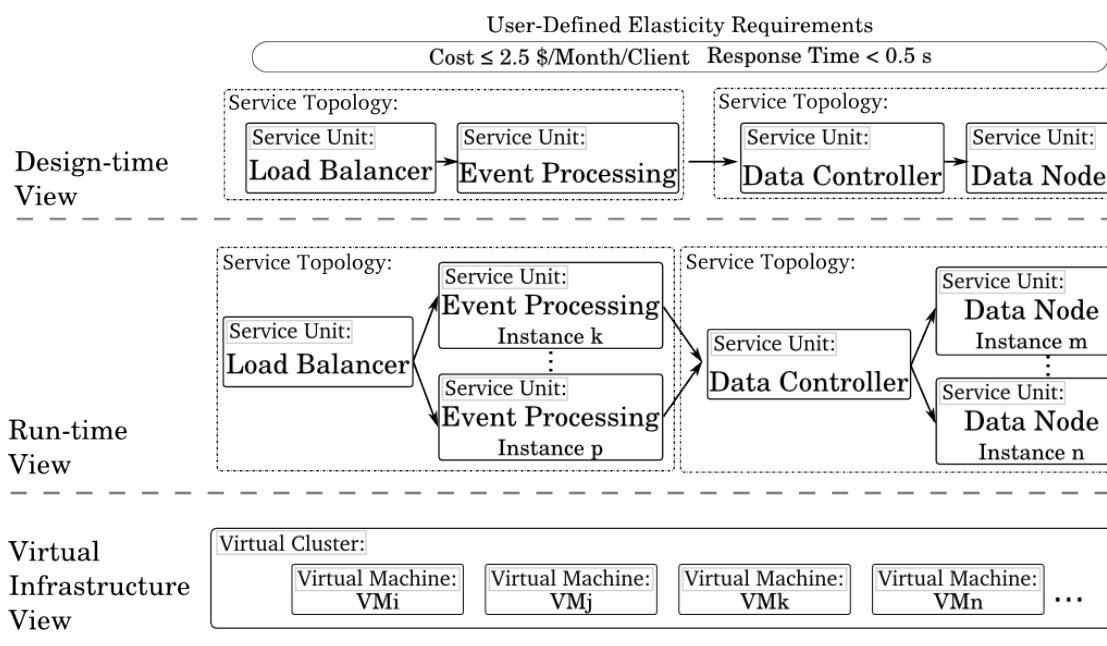 User-Defined Elasticity Requirements
Cost ≤ 2.5 $/Month/Client Response Time < 0.5 s
Service Topology:
Service Unit:
Load Balancer
Service Unit:
Event Processing
Service Topology:
Service Unit:
Data Controller
Service Unit:
Data Node
Design-time
View
Service Topology:
Service Unit:
Load Balancer
Service Unit:
Event Processing
Instance k
Service Unit:
Event Processing
Instance p
Service Topology:
Service Unit:
Data Controller
Service Unit:
Data Node
Instance m
Service Unit:
Data Node
Instance n
Run-time
View
Virtual
Infrastructure
View
Virtual Cluster:
Virtual Machine:
VMi
Virtual Machine:
VMj
Virtual Machine:
VMk
Virtual Machine:
VMn
...